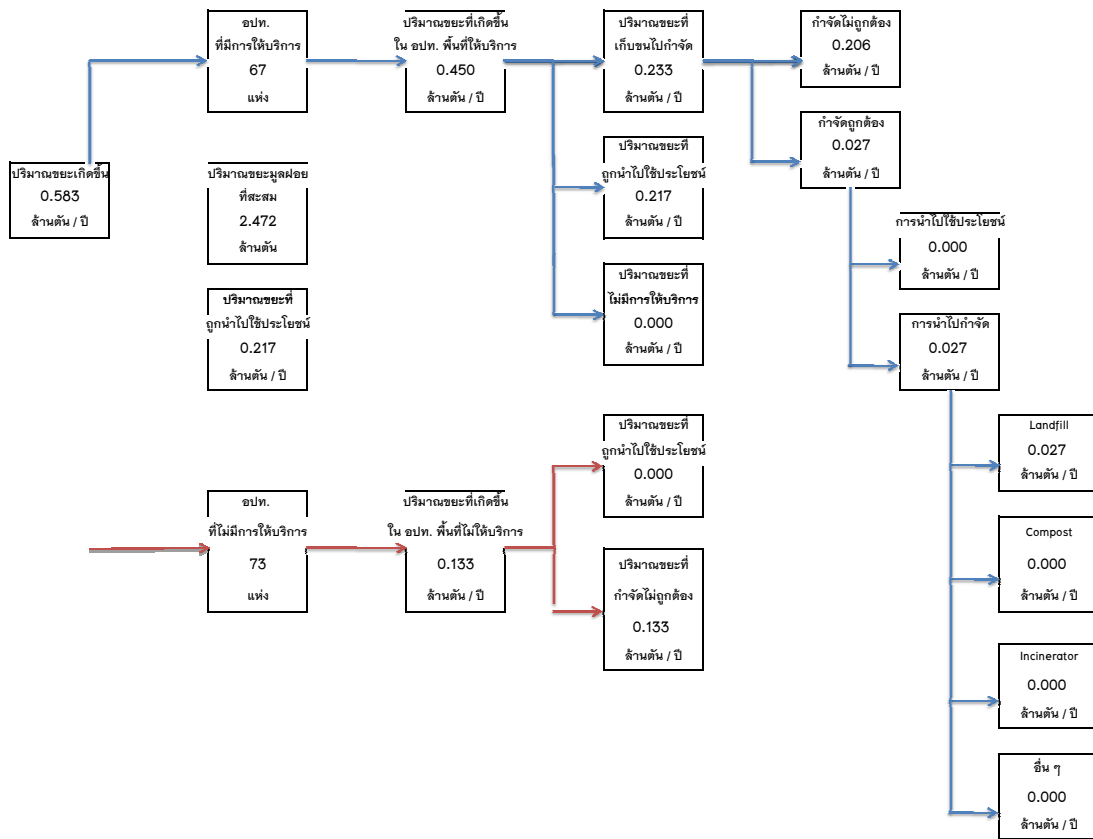 อปท.
ที่มีการให้บริการ
67
แห่ง
ปริมาณขยะที่เกิดขึ้น
ใน อปท. พื้นที่ให้บริการ
0.450
ล้านตัน / ปี
ปริมาณขยะที่
เก็บขนไปกำจัด
0.233
ล้านตัน / ปี
กำจัดไม่ถูกต้อง
0.206
ล้านตัน / ปี
กำจัดถูกต้อง
0.027
ล้านตัน / ปี
ปริมาณขยะเกิดขึ้น
0.583
ล้านตัน / ปี
ปริมาณขยะมูลฝอย
ที่สะสม
2.472
ล้านตัน
ปริมาณขยะที่
ถูกนำไปใช้ประโยชน์
0.217
ล้านตัน / ปี
การนำไปใช้ประโยชน์
0.000
ล้านตัน / ปี
ปริมาณขยะที่
ถูกนำไปใช้ประโยชน์
0.217
ล้านตัน / ปี
ปริมาณขยะที่
ไม่มีการให้บริการ
0.000
ล้านตัน / ปี
การนำไปกำจัด
0.027
ล้านตัน / ปี
ปริมาณขยะที่
ถูกนำไปใช้ประโยชน์
0.000
ล้านตัน / ปี
Landfill
0.027
ล้านตัน / ปี
อปท.
ที่ไม่มีการให้บริการ
73
แห่ง
ปริมาณขยะที่เกิดขึ้น
ใน อปท. พื้นที่ไม่ให้บริการ
0.133
ล้านตัน / ปี
ปริมาณขยะที่
กำจัดไม่ถูกต้อง
0.133
ล้านตัน / ปี
Compost
0.000
ล้านตัน / ปี
Incinerator
0.000
ล้านตัน / ปี
อื่น ๆ
0.000
ล้านตัน / ปี